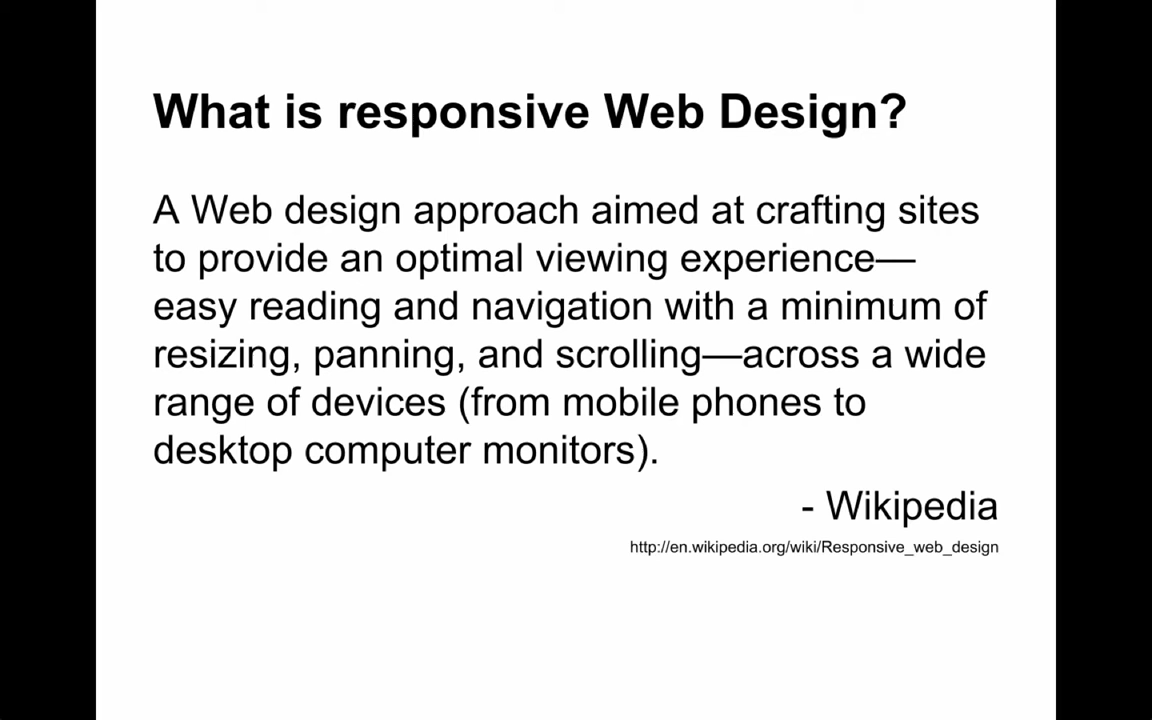 What is responsive Web Design?
A Web design approach aimed at crafting sites
to provide an optimal viewing experience—
easy reading and navigation with a minimum of
resizing, panning, and scrolling—across a wide
range of devices (from mobile phones to
desktop computer monitors).
- Wikipedia
http://en.wikipedia.org/wiki/Responsive_web_design